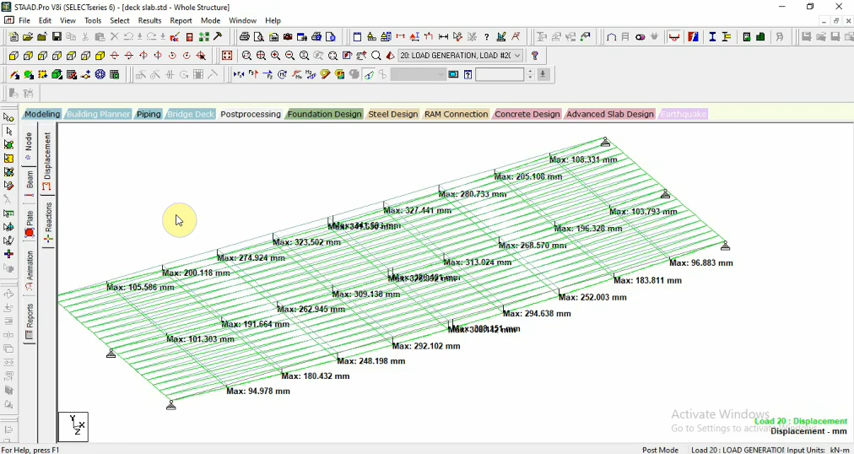 STAAD.Pro V8i (SELECTseries 6) - [deck slab.std - Whole Structure]
File Edit View Tools Select Results Report Mode Window Help
20: LOAD GENERATION, LOAD #2(
Modeling Building Planner Piping Bridge Deck Postprocessing Foundation Design Steel Design RAM Connection Concrete Design Advanced Slab Design Earthquake
Node
Beam
Plate
Animation
Reports
Displacement
Reactions
Max: 108.331 mm
Max: 205.108 mm
Max: 280.733 mm
Max: 327.441 mm
Max: 103.793 mm
Max: 196.328 mm
Max: 323.502 mm
Max: 268.570 mm
Max: 274.924 mm
Max: 313.024 mm
Max: 96.883 mm
Max: 200.118 mm
Max: 183.811 mm
Max: 105.586 mm
Max: 309.138 mm
Max: 252.003 mm
Max: 262.945 mm
Max: 294.638 mm
Max: 191.664 mm
Max: 101.303 mm
Max: 292.102 mm
Max: 248.198 mm
Max: 180.432 mm
Max: 94.978 mm
Y
X
Z
Activate Windows
Go to Settings to activa
Load 20 : Displacement
Displacement - mm
For Help, press F1
Post Mode Load 20 : LOAD GENERATIO Input Units: kN-m